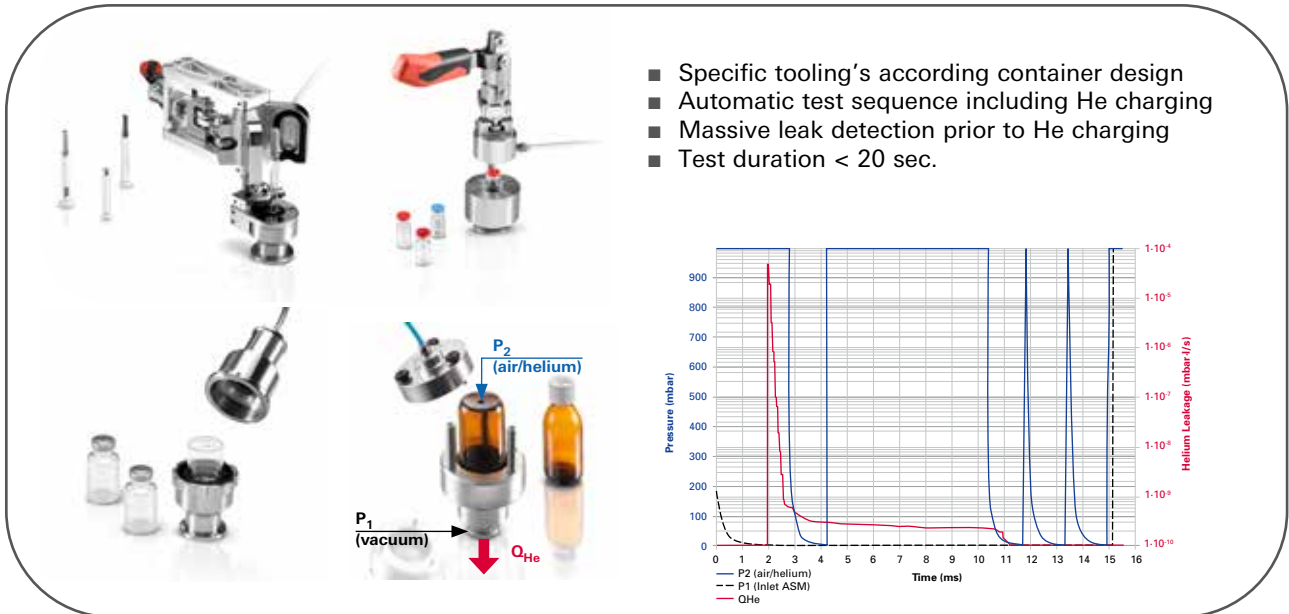 ■ Specific tooling's according container design
■ Automatic test sequence including He charging
■ Massive leak detection prior to He charging
■ Test duration < 20 sec.
P2
(air/helium)
P1
(vacuum)
QHe
900
800
700
600
500
400
300
200
100
0
Pressure (mbar)
1·10-4
1·10-5
1·10-6
1·10-7
1·10-8
1·10-9
1·10-10
Helium Leakage (mbar·l/s)
0 1 2 3 4 5 6 7 8 9 10 11 12 13 14 15 16
Time (ms)
P2 (air/helium)
P1 (Inlet ASM)
QHe